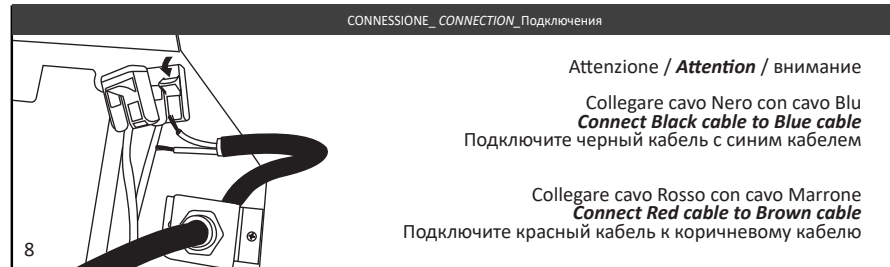 CONNESSIONE_ CONNECTION_Подключения
Attenzione / Attention / внимание
Collegare cavo Nero con cavo Blu
Connect Black cable to Blue cable
Подключите черный кабель с синим кабелем
Collegare cavo Rosso con cavo Marrone
Connect Red cable to Brown cable
Подключите красный кабель к коричневому кабелю
8